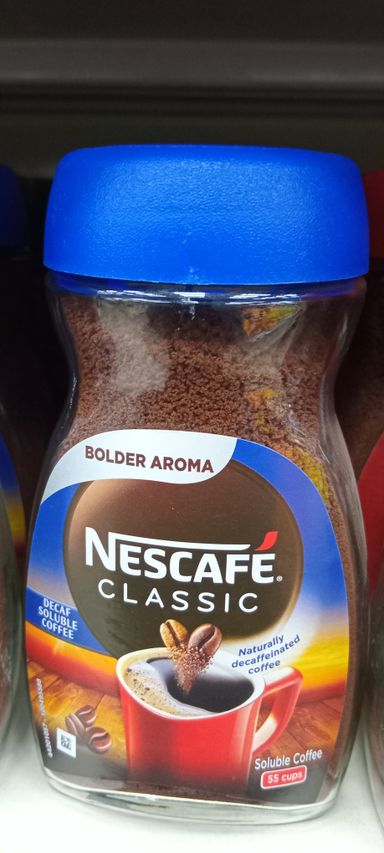 BOLDER AROMA
NESCAFÉ®
CLASSIC
DECAF
SOLUBLE
COFFEE
Naturally
decaffeinated
coffee
Soluble Coffee
55 cups